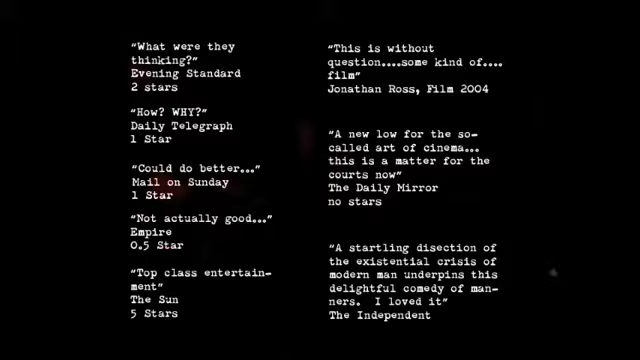 "What were they
thinking?"
Evening Standard
2 stars
"How? WHY?"
Daily Telegraph
1 Star
"Could do better..."
Mail on Sunday
1 Star
"Not actually good..."
Empire
0.5 Star
"Top class entertain-
ment"
The Sun
5 Stars
"This is without
question....some kind of....
film"
Jonathan Ross, Film 2004
"A new low for the so-
called art of cinema...
this is a matter for the
courts now"
The Daily Mirror
no stars
"A startling disection of
the existential crisis of
modern man underpins this
delightful comedy of man-
ners.  I loved it"
The Independent